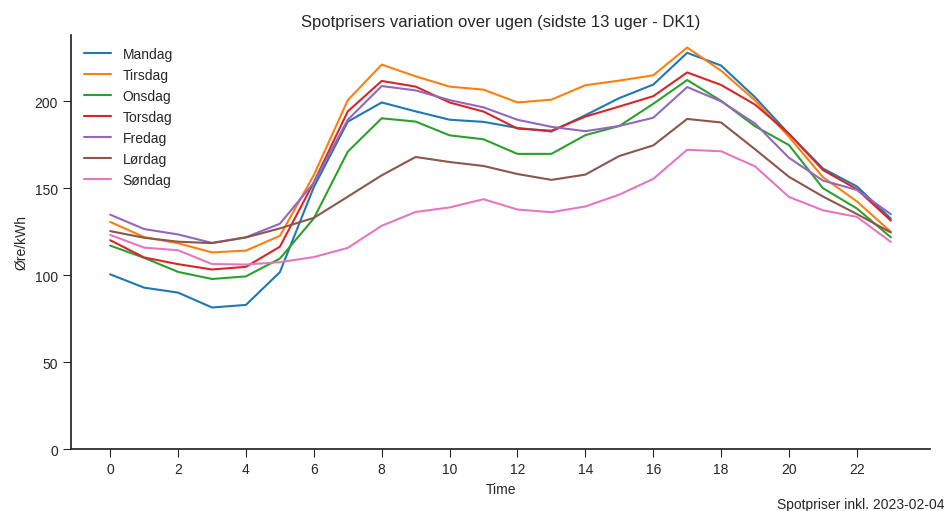 Spotprisers variation over ugen (sidste 13 uger - DK1)
Mandag
Tirsdag
Onsdag
Torsdag
Fredag
Lørdag
Søndag
Øre/kWh
200
150
100
50
0
0 2 4 6 8 10 12 14 16 18 20 22
Time
Spotpriser inkl. 2023-02-04